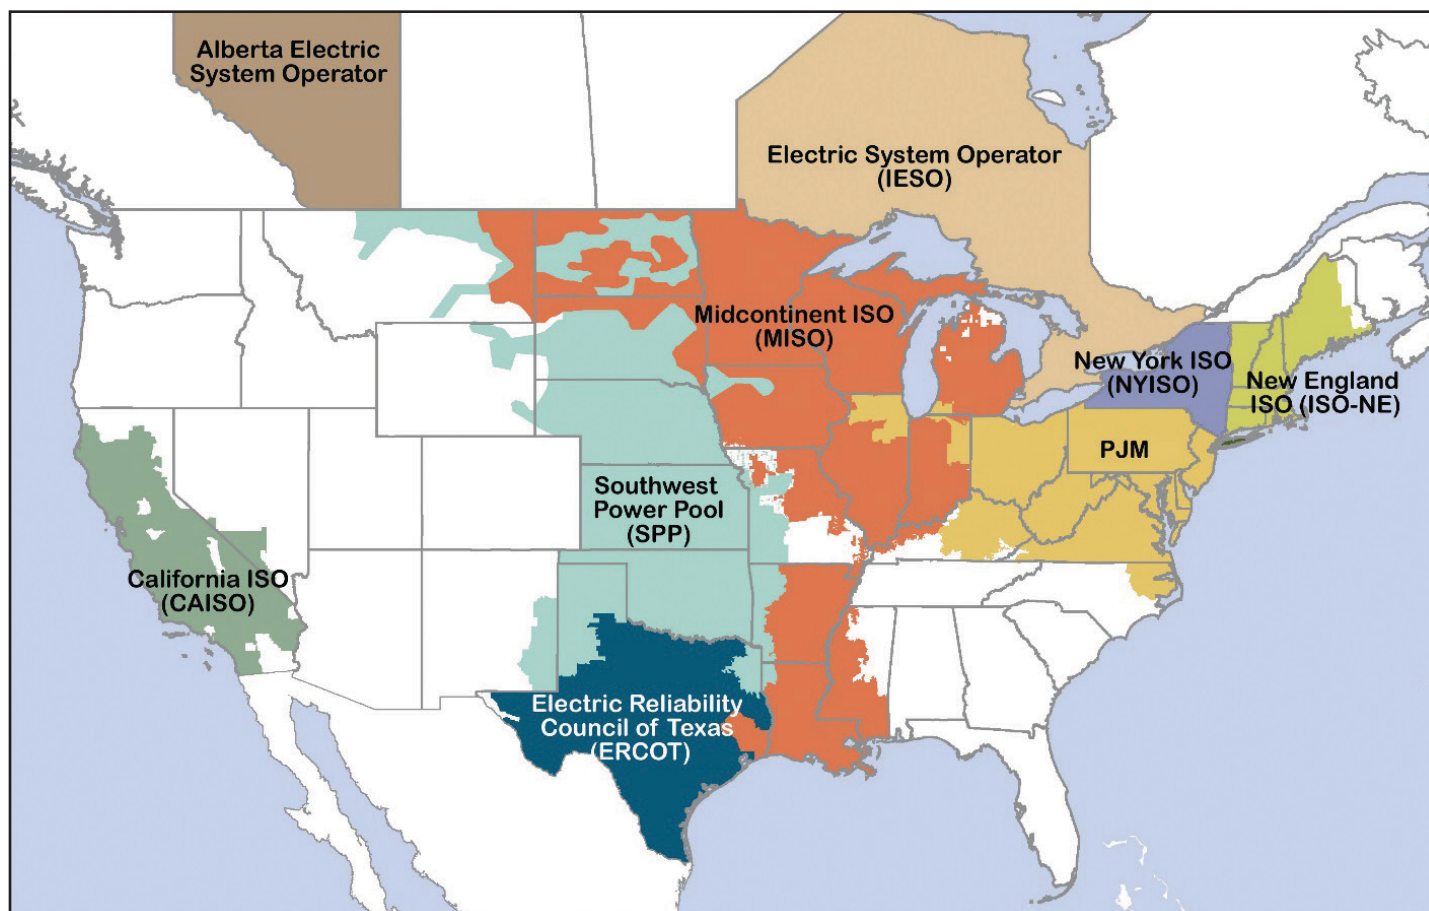 Alberta Electric
System Operator
Electric System Operator
(IESO)
Midcontinent ISO
(MISO)
New York ISO
(NYISO)
New England
ISO (ISO-NE)
PJM
Southwest
Power Pool
(SPP)
California ISO
(CAISO)
Electric Reliability
Council of Texas
(ERCOT)